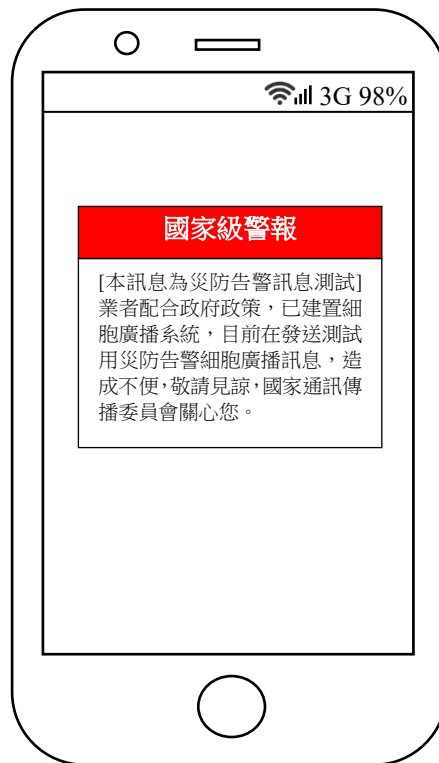 3G 98%
國家級警報
[本訊息為災防告警訊息測試]
業者配合政府政策，已建置細
胞廣播系統，目前在發送測試
用災防告警細胞廣播訊息，造
成不便，敬請見諒，國家通訊傳
播委員會關心您。